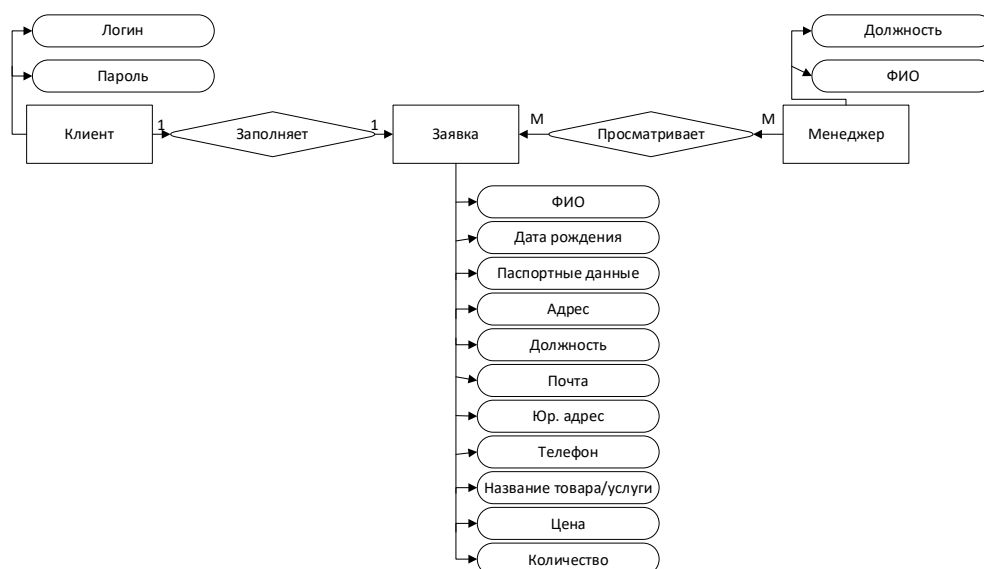 Логин
Должность
Пароль
ФИО
Клиент
1
Заполняет
1
Заявка
М
Просматривает
М
Менеджер
ФИО
Дата рождения
Паспортные данные
Адрес
Должность
Почта
Юр. адрес
Телефон
Название товара/услуги
Цена
Количество